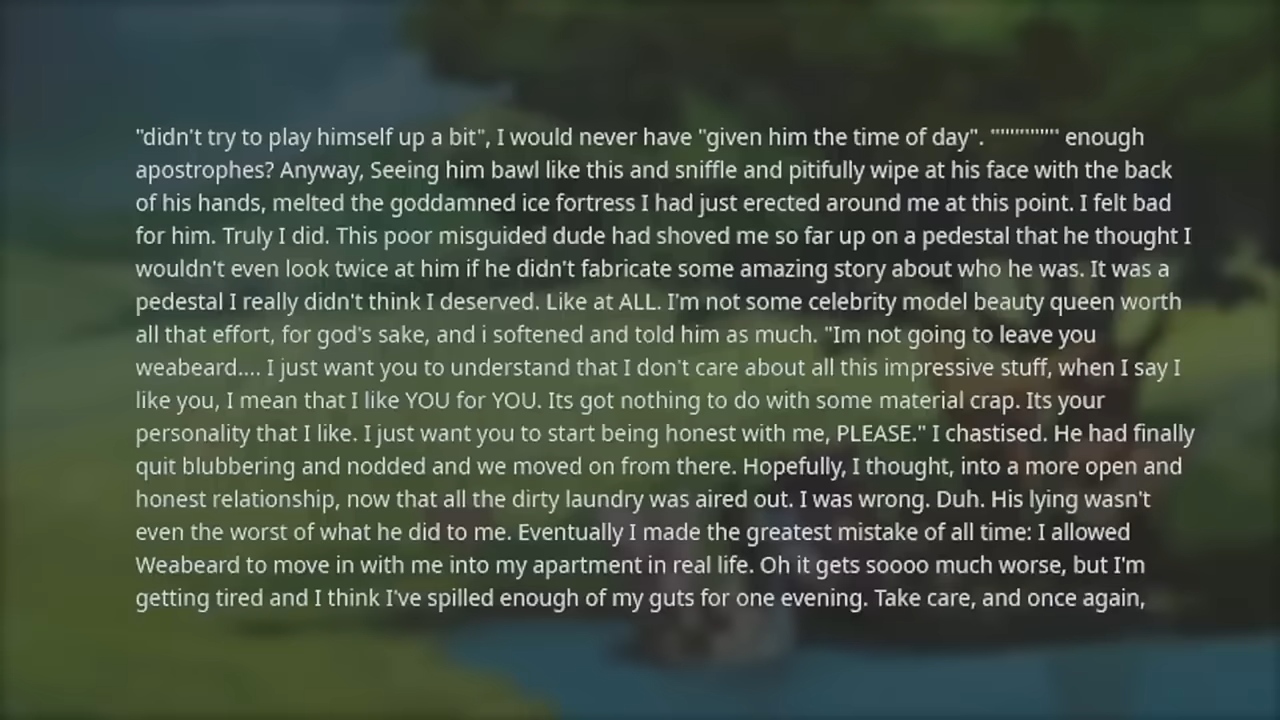 "didn't try to play himself up a bit", I would never have "given him the time of day". """""""""""" enough
apostrophes? Anyway, Seeing him bawl like this and sniffle and pitifully wipe at his face with the back
of his hands, melted the goddamned ice fortress I had just erected around me at this point. I felt bad
for him. Truly I did. This poor misguided dude had shoved me so far up on a pedestal that he thought I
wouldn't even look twice at him if he didn't fabricate some amazing story about who he was. It was a
pedestal I really didn't think I deserved. Like at ALL. I'm not some celebrity model beauty queen worth
all that effort, for god's sake, and i softened and told him as much. "Im not going to leave you
weabeard.... I just want you to understand that I don't care about all this impressive stuff, when I say I
like you, I mean that I like YOU for YOU. Its got nothing to do with some material crap. Its your
personality that I like. I just want you to start being honest with me, PLEASE." I chastised. He had finally
quit blubbering and nodded and we moved on from there. Hopefully, I thought, into a more open and
honest relationship, now that all the dirty laundry was aired out. I was wrong. Duh. His lying wasn't
even the worst of what he did to me. Eventually I made the greatest mistake of all time: I allowed
Weabeard to move in with me into my apartment in real life. Oh it gets soooo much worse, but I'm
getting tired and I think I've spilled enough of my guts for one evening. Take care, and once again,